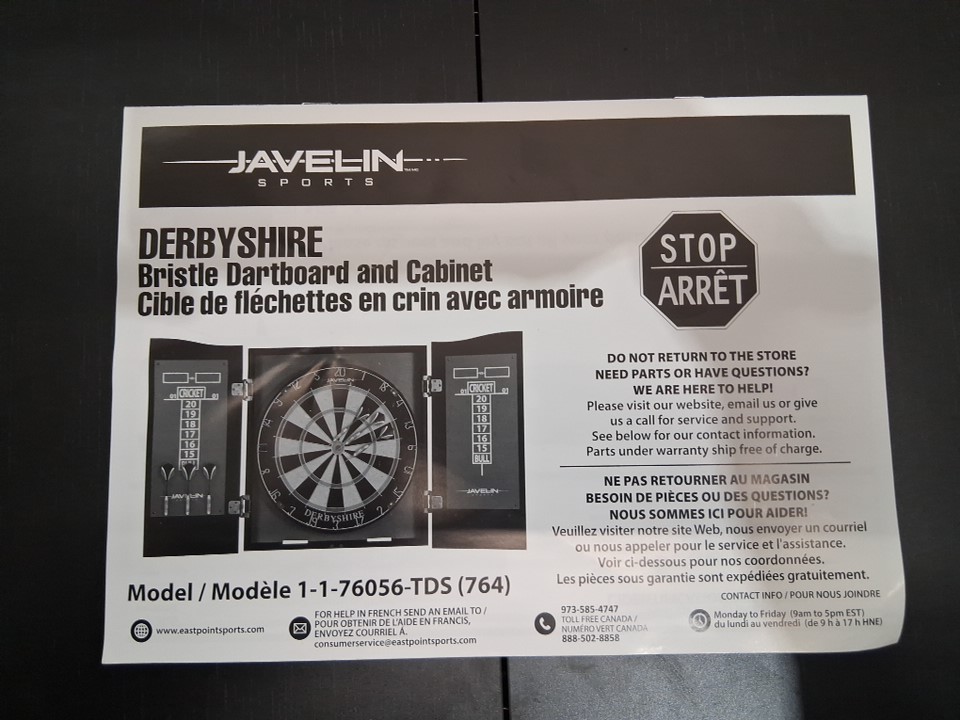 JAVELIN
SPORTS
DERBYSHIRE
Bristle Dartboard and Cabinet
Cible de fléchettes en crin avec armoire
STOP
ARRÊT
CRICKET
20
19
18
17
16
15
JAVELIN
JAVELIN
DERBYSHIRE
CRICKET
20
19
18
17
16
15
BULL
JAVELIN
DO NOT RETURN TO THE STORE
NEED PARTS OR HAVE QUESTIONS?
WE ARE HERE TO HELP!
Please visit our website, email us or give
us a call for service and support.
See below for our contact information.
Parts under warranty ship free of charge.
NE PAS RETOURNER AU MAGASIN
BESOIN DE PIÈCES OU DES QUESTIONS?
NOUS SOMMES ICI POUR AIDER!
Veuillez visiter notre site Web, nous envoyer un courriel
ou nous appeler pour le service et l'assistance.
Voir ci-dessous pour nos coordonnées.
Les pièces sous garantie sont expédiées gratuitement.
Model / Modèle 1-1-76056-TDS (764)
CONTACT INFO / POUR NOUS JOINDRE
www.eastpointsports.com
FOR HELP IN FRENCH SEND AN EMAIL TO /
POUR OBTENIR DE L'AIDE EN FRANCIS,
ENVOYEZ COURRIEL Á.
consumerservice@eastpointsports.com
973-585-4747
TOLL FREE CANADA /
NUMÉRO VERT CANADA
888-502-8858
Monday to Friday (9am to 5pm EST)
du lundi au vendredi (de 9 h à 17 h HNE)